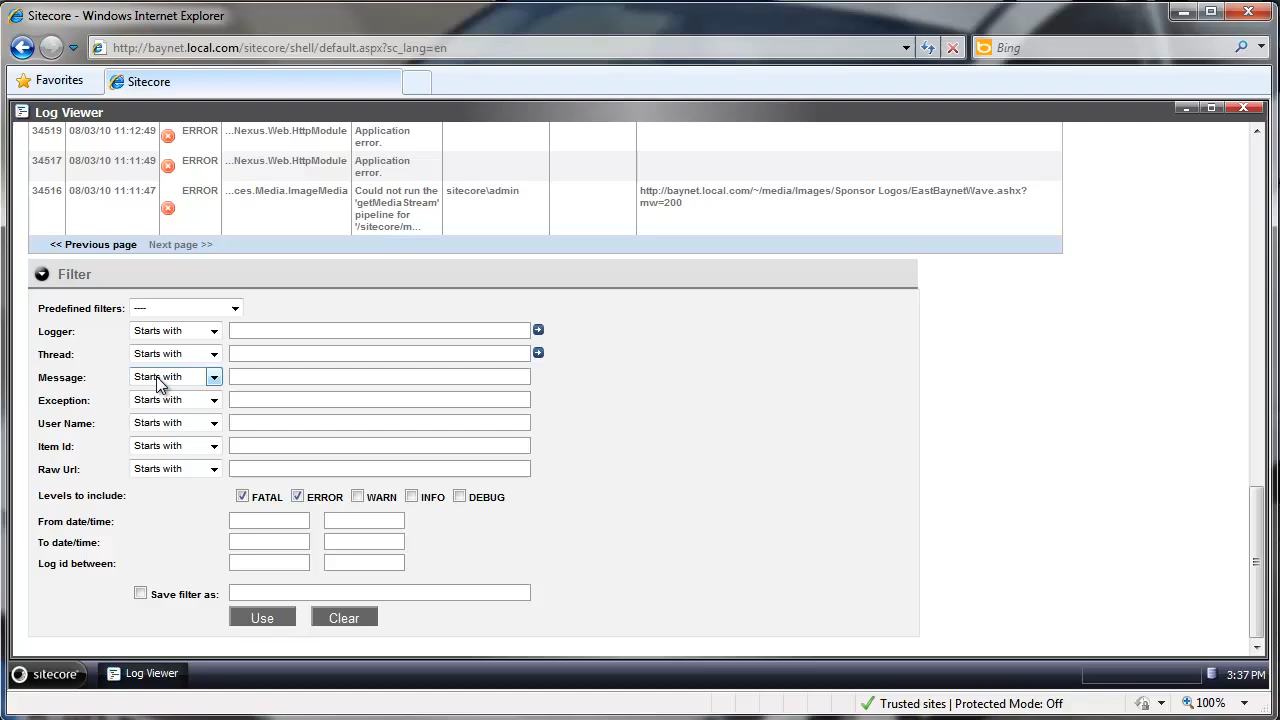 Sitecore - Windows Internet Explorer
http://baynet.local.com/sitecore/shell/default.aspx?sc_lang=en
Bing
Favorites
Sitecore
Log Viewer
34519 08/03/10 11:12:49 ERROR ...Nexus.Web.HttpModule Application error.
34517 08/03/10 11:11:49 ERROR ...Nexus.Web.HttpModule Application error.
34516 08/03/10 11:11:47 ERROR ...ces.Media.ImageMedia Could not run the 'getMediaStream' pipeline for '/sitecore/m... sitecore\admin http://baynet.local.com/~/media/Images/Sponsor Logos/EastBaynetWave.ashx?mw=200
<< Previous page Next page >>
Filter
Predefined filters: ----
Logger: Starts with
Thread: Starts with
Message: Starts with
Exception: Starts with
User Name: Starts with
Item Id: Starts with
Raw Url: Starts with
Levels to include: FATAL ERROR WARN INFO DEBUG
From date/time:
To date/time:
Log id between:
Save filter as:
Use Clear
sitecore Log Viewer 3:37 PM
Trusted sites | Protected Mode: Off 100%